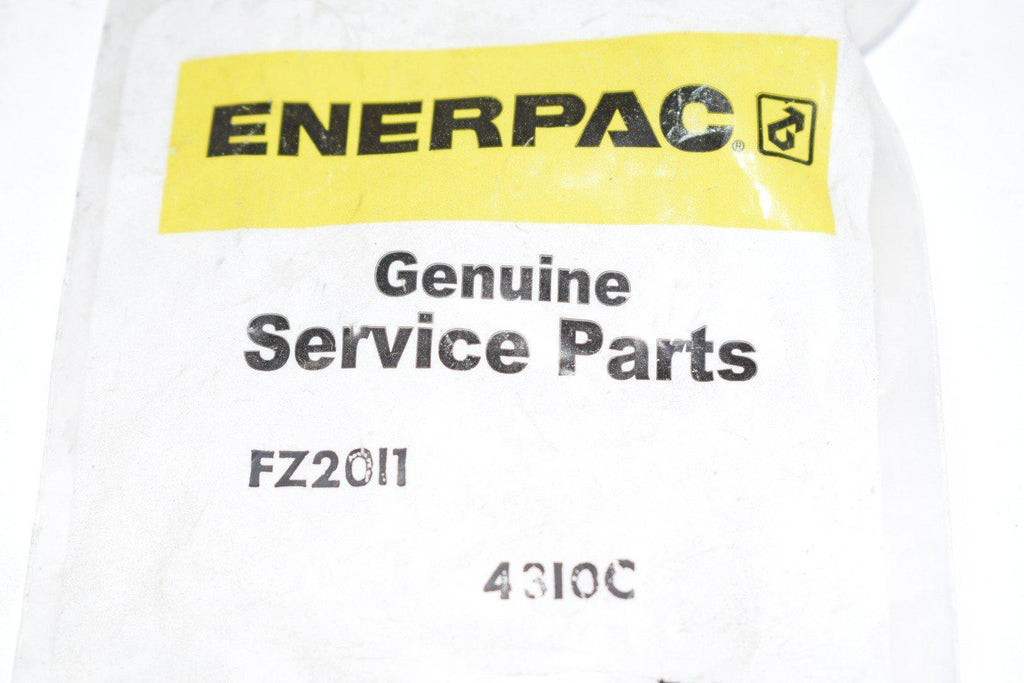 ENERPAC®
Genuine
Service Parts
FZ2011
4310C